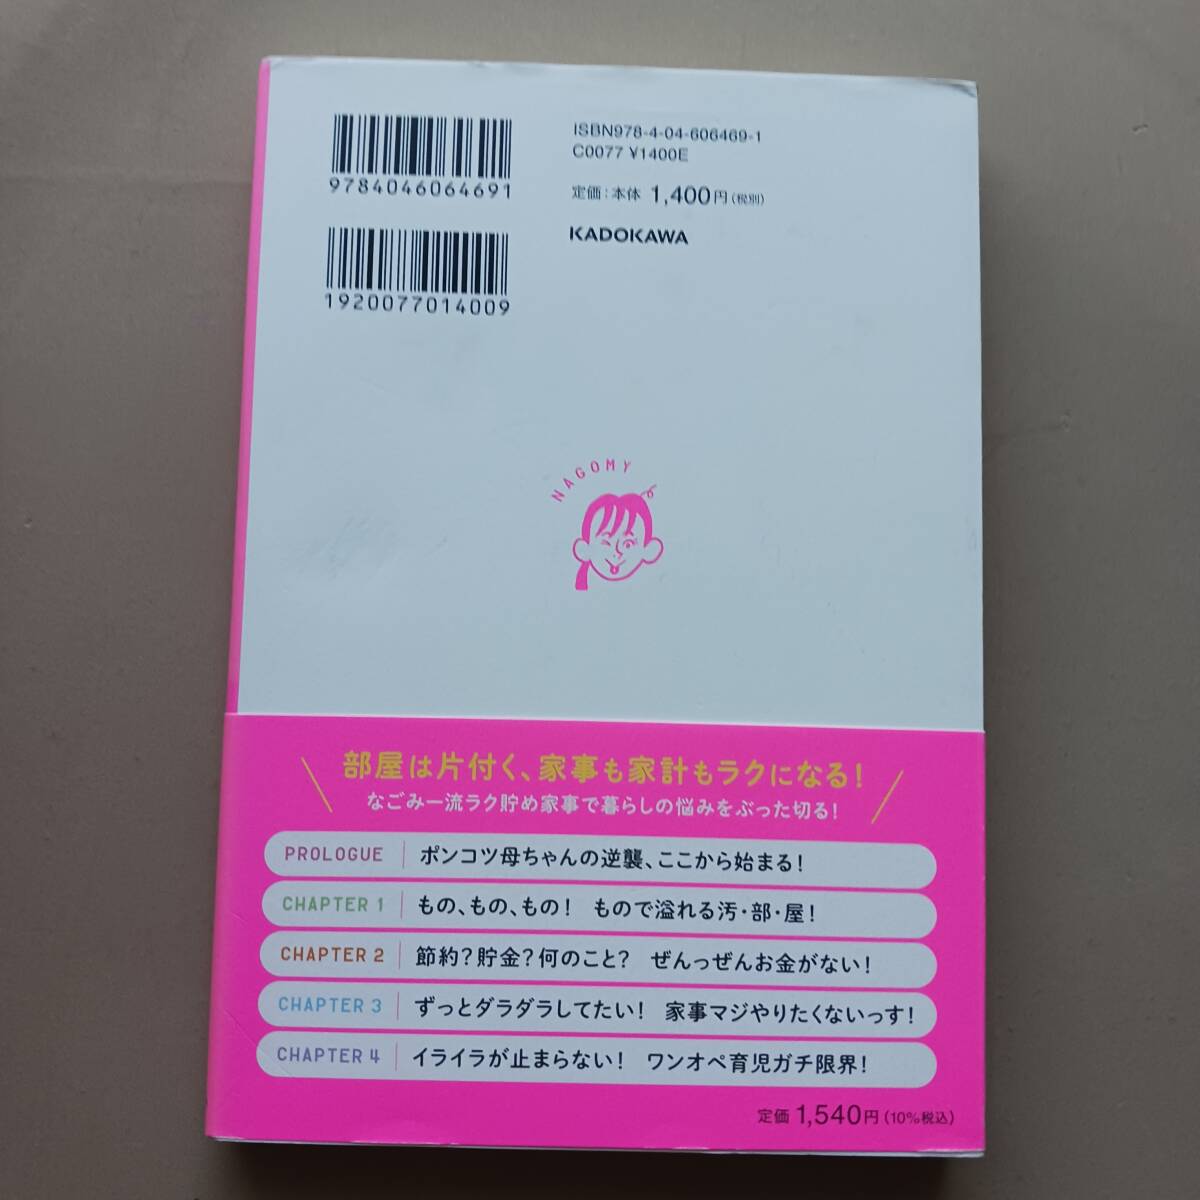 9784046064691
1920077014009
ISBN978-4-04-606469-1
C0077 ¥1400E
定価：本体 1,400円（税別）
KADOKAWA
NAGOMY
部屋は片付く、家事も家計もラクになる！
なごみー流ラク貯め家事で暮らしの悩みをぶった切る！
PROLOGUE ポンコツ母ちゃんの逆襲、ここから始まる！
CHAPTER 1 もの、もの、もの！ もので溢れる汚・部・屋！
CHAPTER 2 節約？貯金？何のこと？ ぜんっぜんお金がない！
CHAPTER 3 ずっとダラダラしてたい！ 家事マジやりたくないっす！
CHAPTER 4 イライラが止まらない！ ワンオペ育児ガチ限界！
定価 1,540円（10%税込）